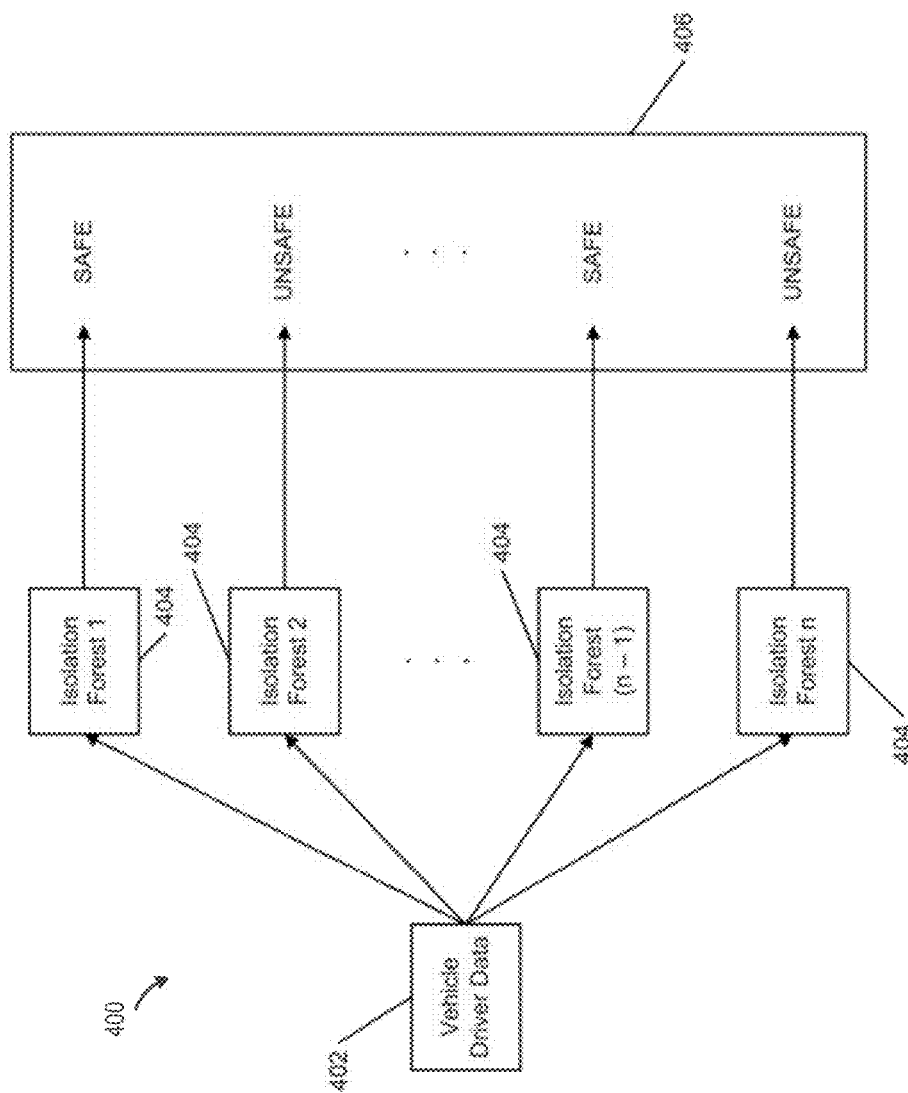 400
402
Vehicle
Driver Data
Isolation
Forest 1
404
Isolation
Forest 2
404
. . .
Isolation
Forest
(n – 1)
404
Isolation
Forest n
404
SAFE
UNSAFE
. . .
SAFE
UNSAFE
406